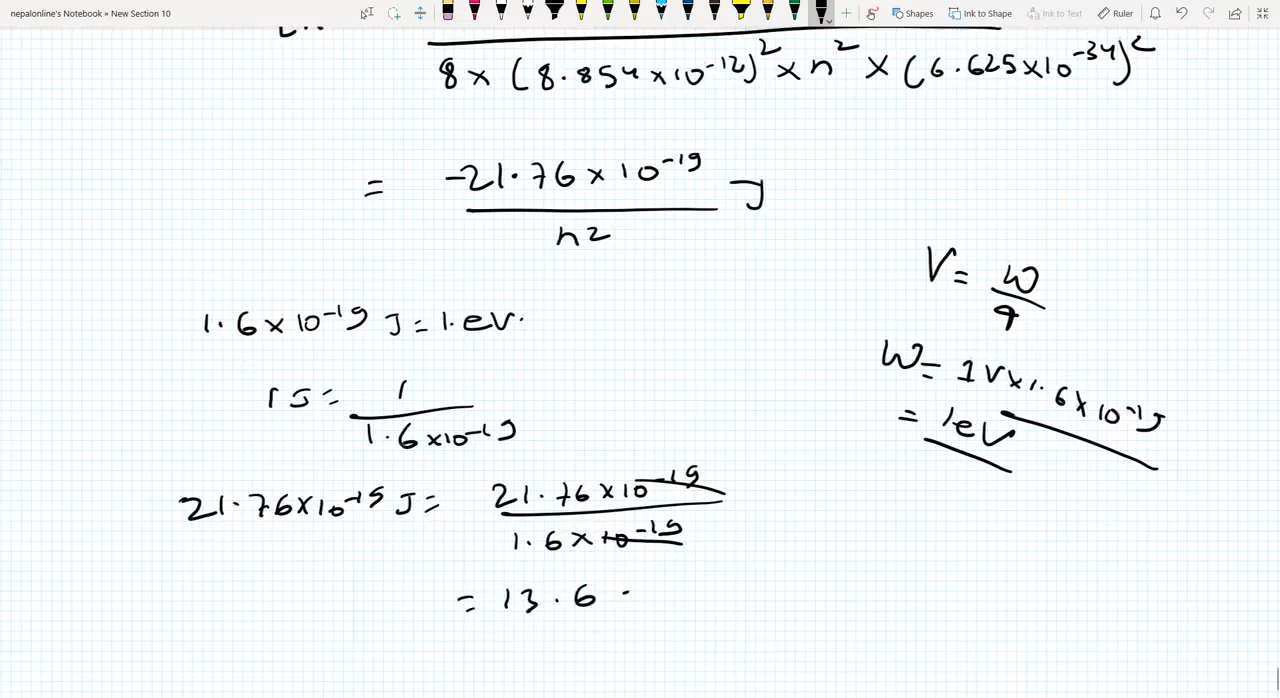 nepalonline's Notebook » New Section 10
Shapes Ink to Shape Ink to Text Ruler
8 × (8.854 × 10⁻¹²)² × n² × (6.625 × 10⁻³⁴)²
= -21.76 × 10⁻¹⁹ / n² J
1.6 × 10⁻¹⁹ J = 1.eV.
1 J = 1 / 1.6 × 10⁻¹⁹
21.76 × 10⁻¹⁹ J = 21.76 × 10⁻¹⁹ / 1.6 × 10⁻¹⁹
= 13.6 .
V = W / q
W = 1V × 1.6 × 10⁻¹⁹
= 1eV